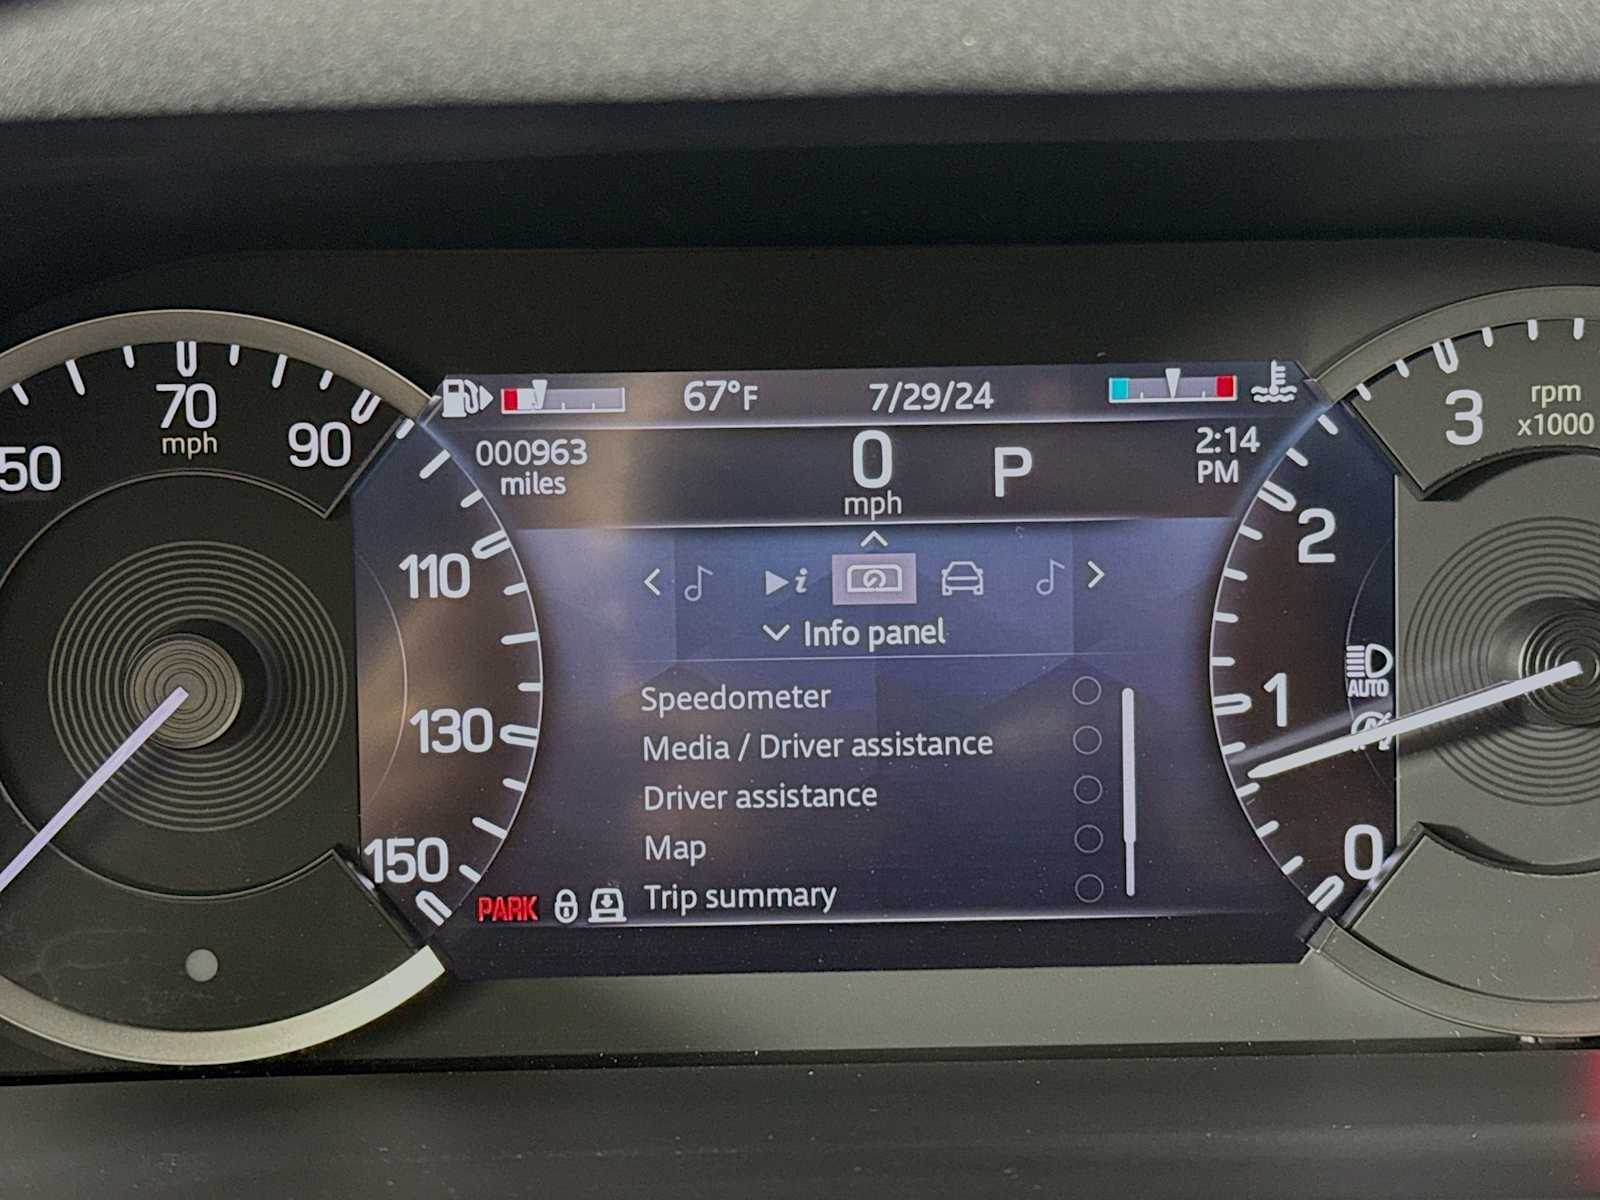 67°F
7/29/24
000963
miles
0
mph
P
2:14
PM
50
70
mph
90
110
130
150
3
rpm
x1000
2
1
0
AUTO
i
Info panel
Speedometer
Media / Driver assistance
Driver assistance
Map
Trip summary
PARK